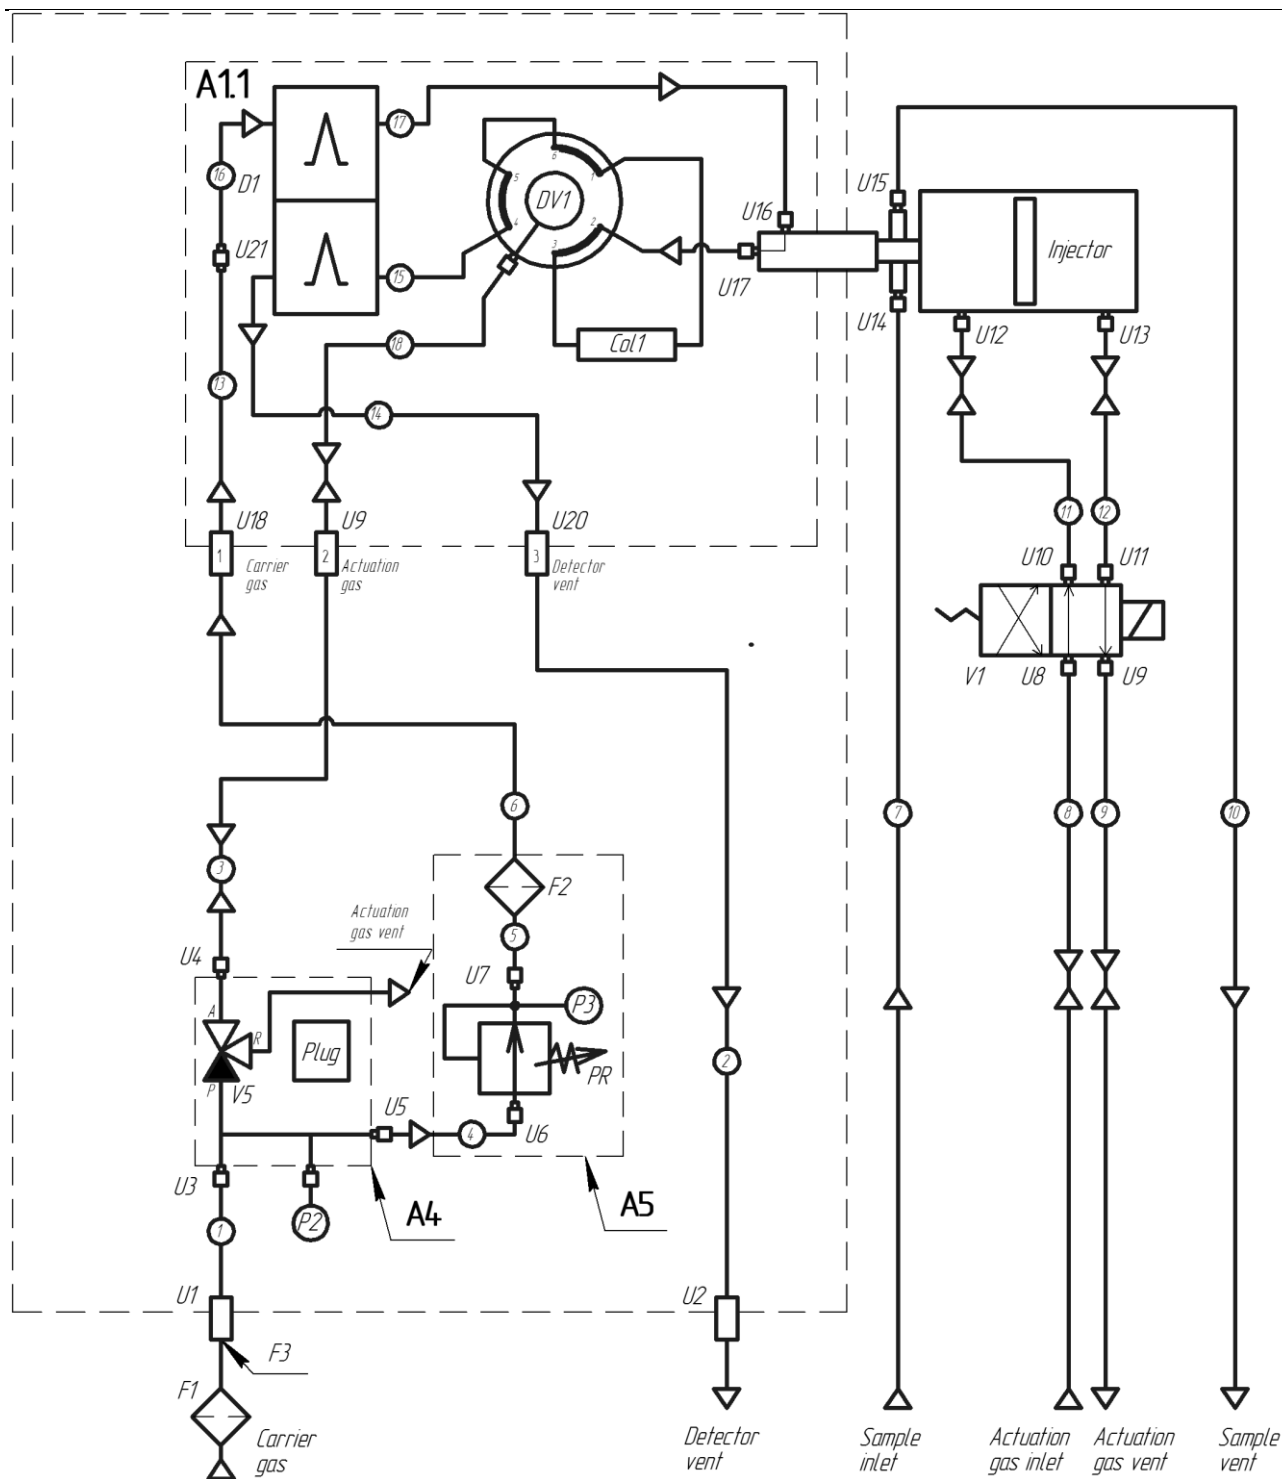 A1.1
17
16
D1
U21
15
18
13
14
6
5
1
4
2
3
DV1
Col1
U16
U17
U15
U14
Injector
U12
U13
U18
U9
U20
1
2
3
Carrier
gas
Actuation
gas
Detector
vent
11
12
U10
U11
V1
U8
U9
6
7
8
9
10
3
F2
5
Actuation
gas vent
U4
U7
P3
A
R
P
V5
Plug
PR
U5
4
U6
2
U3
A4
A5
1
P2
U1
U2
F3
F1
Carrier
gas
Detector
vent
Sample
inlet
Actuation
gas inlet
Actuation
gas vent
Sample
vent